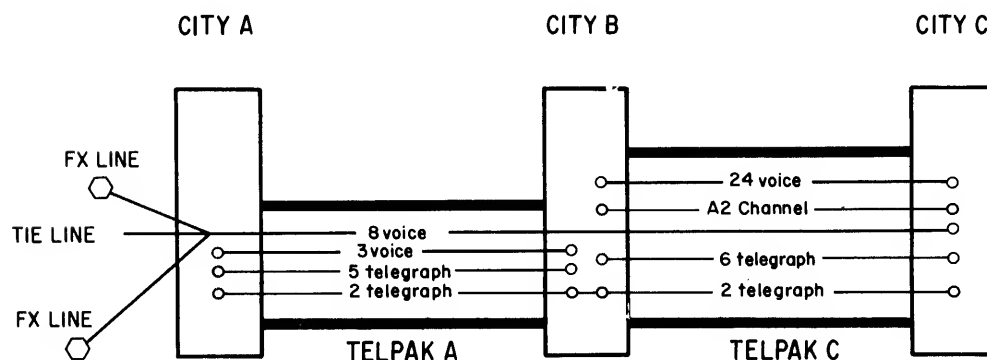 CITY A
CITY B
CITY C
FX LINE
24 voice
A2 Channel
TIE LINE
8 voice
3 voice
5 telegraph
6 telegraph
2 telegraph
2 telegraph
FX LINE
TELPAK A
TELPAK C